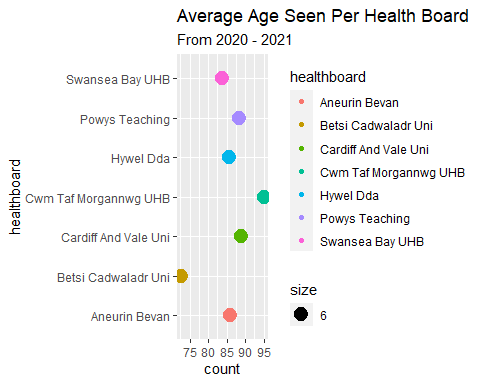 Average Age Seen Per Health Board
From 2020 - 2021
healthboard
Swansea Bay UHB
Powys Teaching
Hywel Dda
Cwm Taf Morgannwg UHB
Cardiff And Vale Uni
Betsi Cadwaladr Uni
Aneurin Bevan
75 80 85 90 95
count
healthboard
Aneurin Bevan
Betsi Cadwaladr Uni
Cardiff And Vale Uni
Cwm Taf Morgannwg UHB
Hywel Dda
Powys Teaching
Swansea Bay UHB
size
6